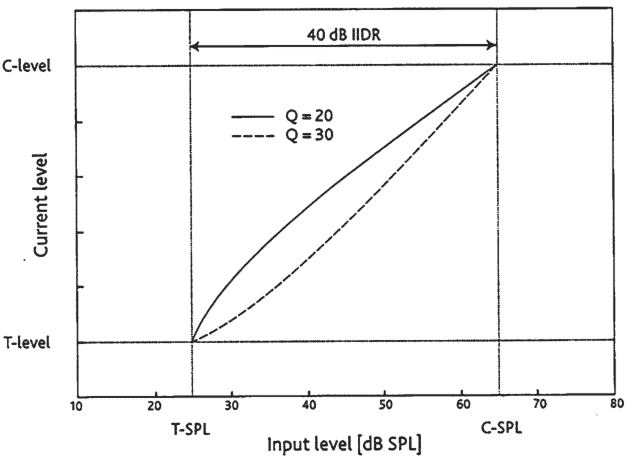 40 dB IIDR
C-level
Q = 20
Q = 30
Current level
T-level
10 20 30 40 50 60 70 80
T-SPL C-SPL
Input level [dB SPL]